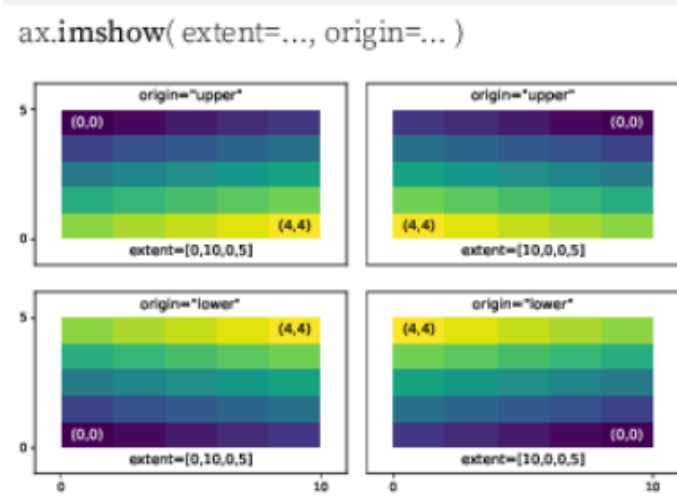 ax.imshow( extent=..., origin=... )
origin="upper"
origin="upper"
5
(0,0)
(0,0)
(4,4)
(4,4)
0
extent=[0,10,0,5]
extent=[10,0,0,5]
origin="lower"
origin="lower"
5
(4,4)
(4,4)
(0,0)
(0,0)
0
extent=[0,10,0,5]
extent=[10,0,0,5]
0
10
0
10